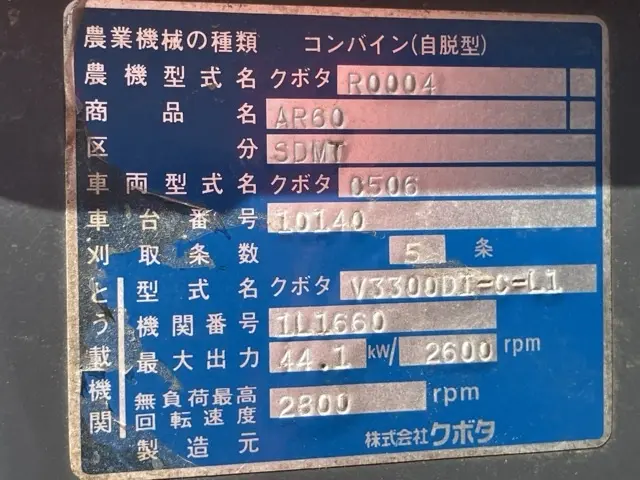 農業機械の種類 コンバイン(自脱型)
農機型式名 クボタ R0004
商品名 AR60
区分 SDMT
車両型式名 クボタ 0506
車台番号 10140
刈取条数 5 条
とう載機関
型式名 クボタ V3300DI-C-L1
機関番号 1L1660
最大出力 44.1 kW/ 2600 rpm
無負荷最高回転速度 2800 rpm
製造元 株式会社クボタ